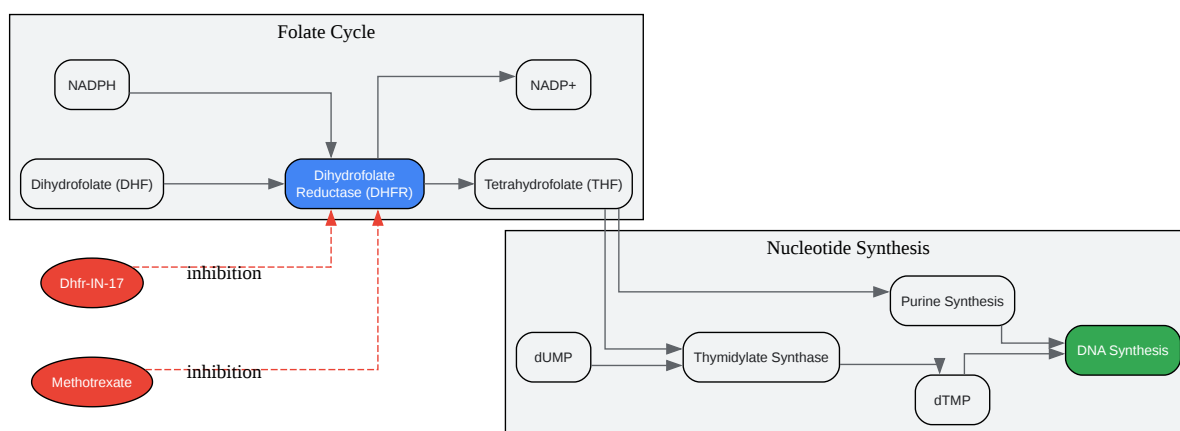 Folate Cycle
NADPH
NADP+
Dihydrofolate (DHF)
Dihydrofolate
Reductase (DHFR)
Tetrahydrofolate (THF)
Dhfr-IN-17
inhibition
Methotrexate
inhibition
Nucleotide Synthesis
Purine Synthesis
dUMP
Thymidylate Synthase
DNA Synthesis
dTMP